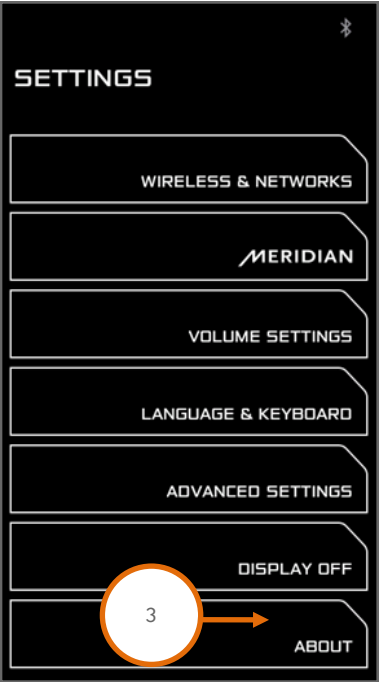 SETTINGS
WIRELESS & NETWORKS
MERIDIAN
VOLUME SETTINGS
LANGUAGE & KEYBOARD
ADVANCED SETTINGS
DISPLAY OFF
3
ABOUT